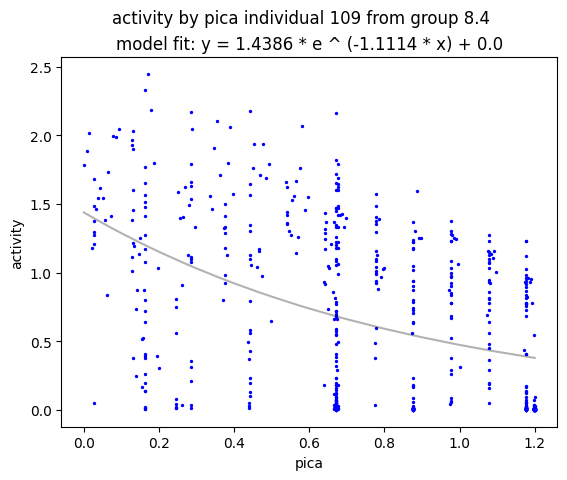 activity by pica individual 109 from group 8.4
model fit: y = 1.4386 * e ^ (-1.1114 * x) + 0.0
2.5
2.0
1.5
1.0
0.5
0.0
activity
0.0 0.2 0.4 0.6 0.8 1.0 1.2
pica